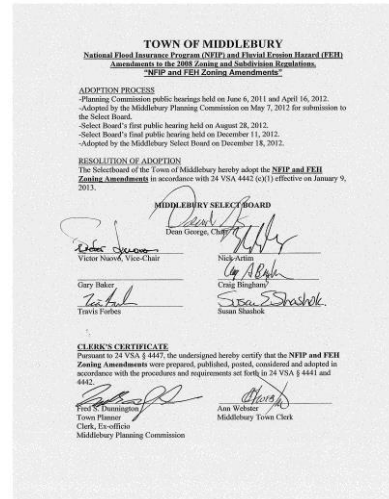 TOWN OF MIDDLEBURY
National Flood Insurance Program (NFIP) and Fluvial Erosion Hazard (FEH)
Amendments to the 2008 Zoning and Subdivision Regulations.
"NFIP and FEH Zoning Amendments"
ADOPTION PROCESS
-Planning Commission public hearings held on June 6, 2011 and April 16, 2012.
-Adopted by the Middlebury Planning Commission on May 7, 2012 for submission to
the Select Board.
-Select Board's first public hearing on August 28, 2012.
-Select Board's final public hearing on December 11, 2012.
-Adopted by the Middlebury Select Board on December 18, 2012.
RESOLUTION OF ADOPTION
The Selectboard of the Town of Middlebury hereby adopt the NFIP and FEH
Zoning Amendments in accordance with 24 VSA 4442 (c)(1) effective on January 9,
2013.
MIDDLEBURY SELECT BOARD
Dean George, Chair
Victor Nuovo
Victor Nuovo, Vice-Chair
Nick Artim
Gary Baker
Craig Bingham
Susan E Shashok
Travis Forbes
Susan Shashok
CLERK'S CERTIFICATE
Pursuant to 24 VSA § 4447, the undersigned hereby certify that the NFIP and FEH
Zoning Amendments were prepared, published, posted, considered and adopted in
accordance with the procedures and requirements set forth in 24 VSA § 4441 and
4442.
Fred S. Dunnington
Ann Webster
Town Planner
Middlebury Town Clerk
Clerk, Ex-officio
Middlebury Planning Commission